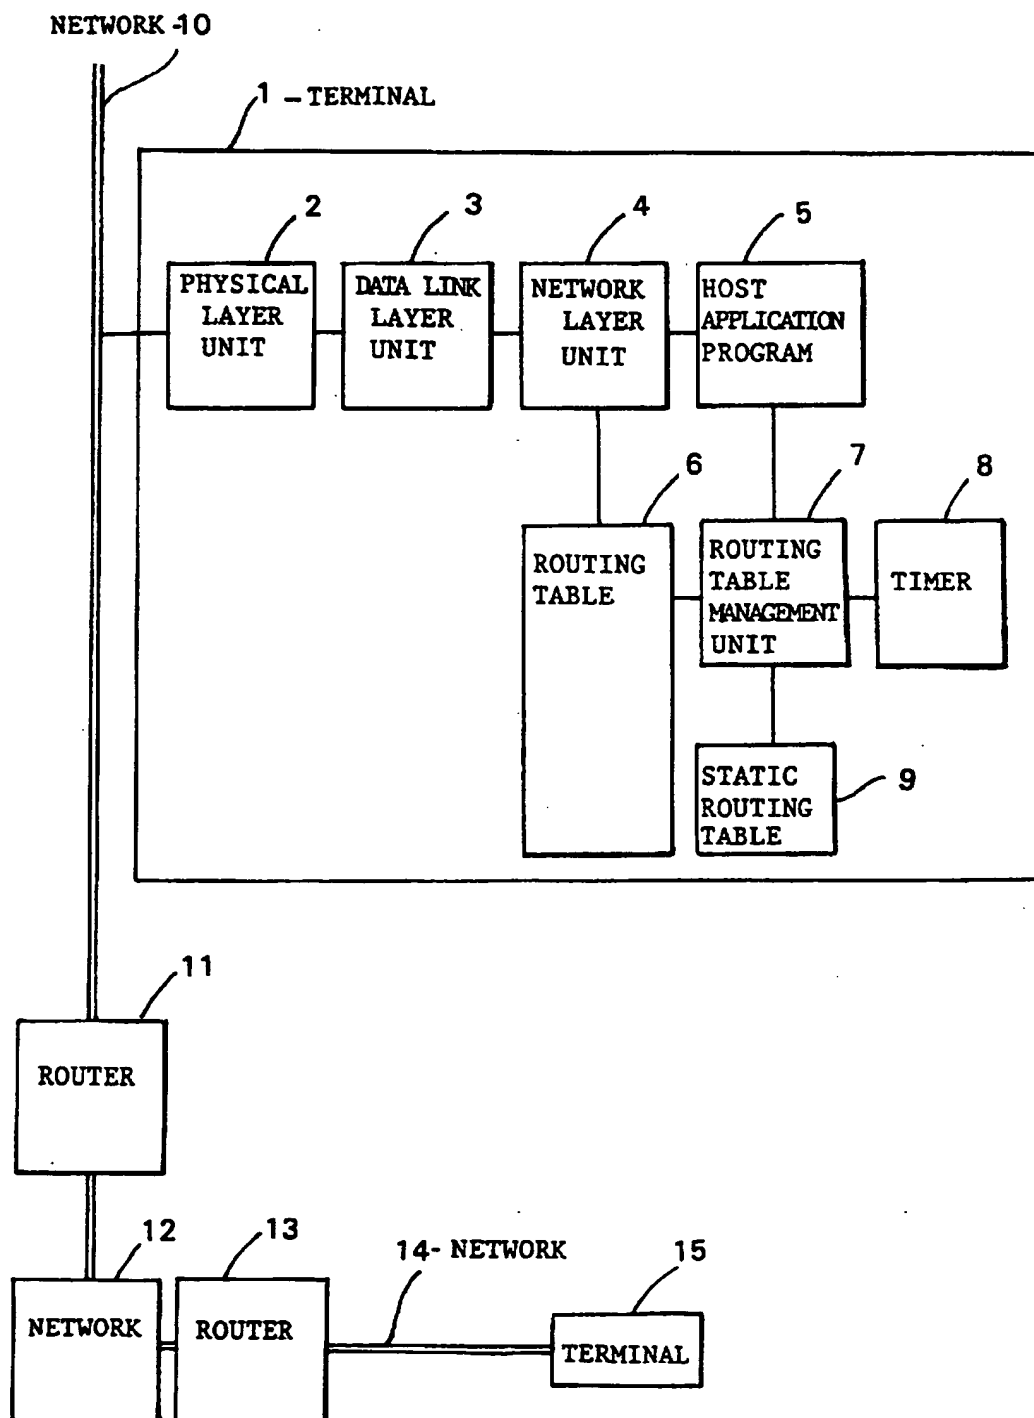 NETWORK-10
1-TERMINAL
2
3
4
5
PHYSICAL
LAYER
UNIT
DATA LINK
LAYER
UNIT
NETWORK
LAYER
UNIT
HOST
APPLICATION
PROGRAM
6
7
8
ROUTING
TABLE
ROUTING
TABLE
MANAGEMENT
UNIT
TIMER
STATIC
ROUTING
TABLE
9
11
ROUTER
12
13
14-NETWORK
15
NETWORK
ROUTER
TERMINAL